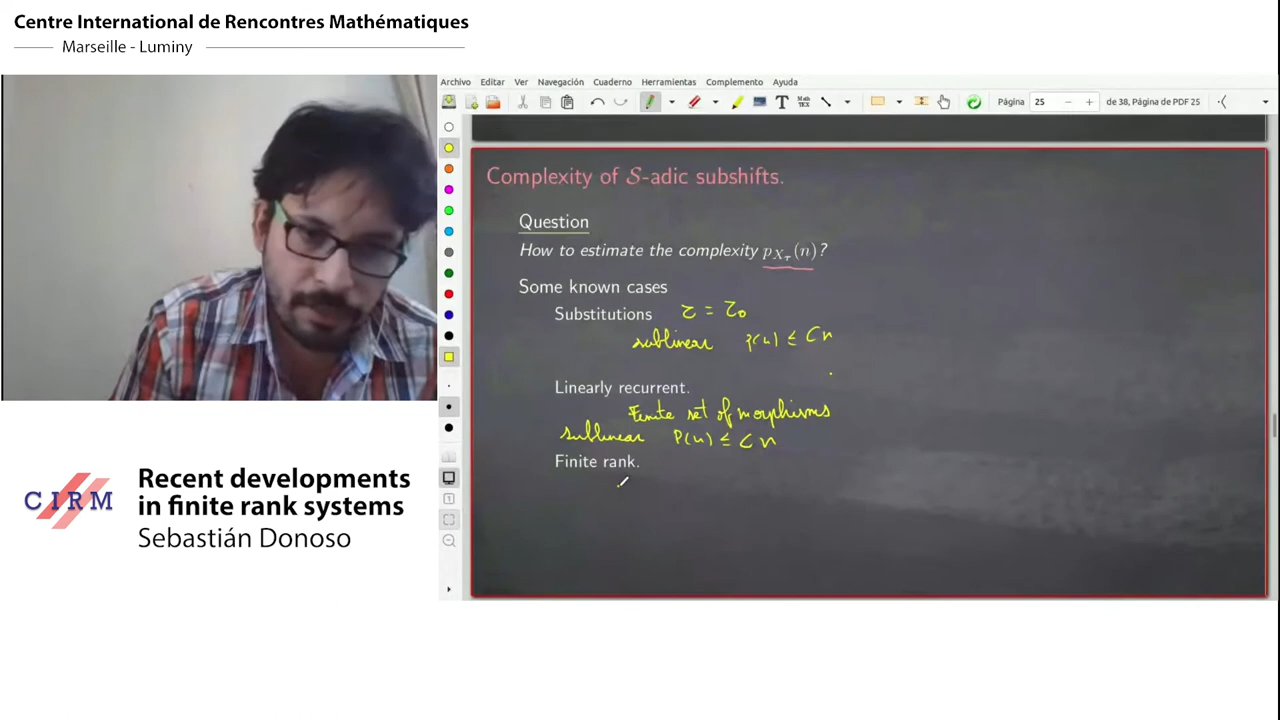 Centre International de Rencontres Mathématiques
Marseille - Luminy
Archivo Editar Ver Navegación Cuaderno Herramientas Complemento Ayuda
Página 25 de 38, Página de PDF 25
Complexity of S-adic subshifts.
Question
How to estimate the complexity p_{X_τ}(n)?
Some known cases
Substitutions τ = τ₀
sublinear p(n) ≤ Cn
Linearly recurrent.
Finite set of morphisms
sublinear P(n) ≤ Cn
Finite rank.
CIRM
Recent developments
in finite rank systems
Sebastián Donoso